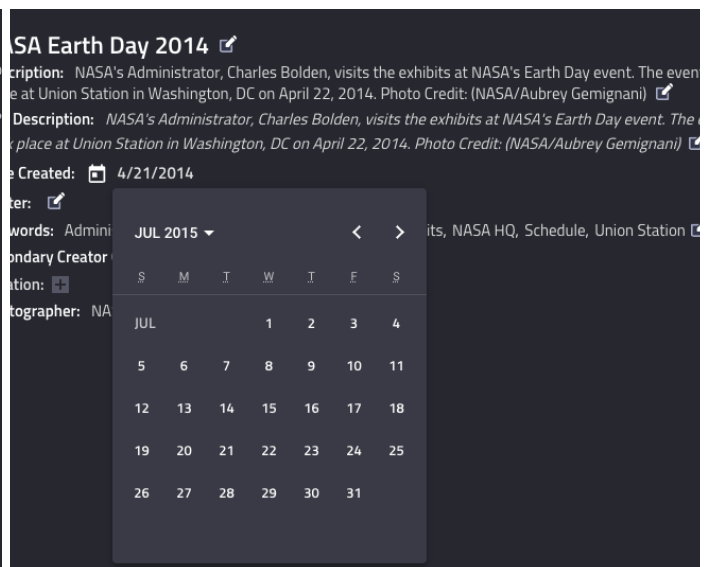 SA Earth Day 2014
cription: NASA's Administrator, Charles Bolden, visits the exhibits at NASA's Earth Day event. The even
e at Union Station in Washington, DC on April 22, 2014. Photo Credit: (NASA/Aubrey Gemignani)
Description: NASA's Administrator, Charles Bolden, visits the exhibits at NASA's Earth Day event. The
k place at Union Station in Washington, DC on April 22, 2014. Photo Credit: (NASA/Aubrey Gemignani)
e Created: 4/21/2014
ter:
words: Admini its, NASA HQ, Schedule, Union Station
ondary Creator
ation:
tographer: NA
JUL 2015
S M T W T F S
JUL 1 2 3 4
5 6 7 8 9 10 11
12 13 14 15 16 17 18
19 20 21 22 23 24 25
26 27 28 29 30 31